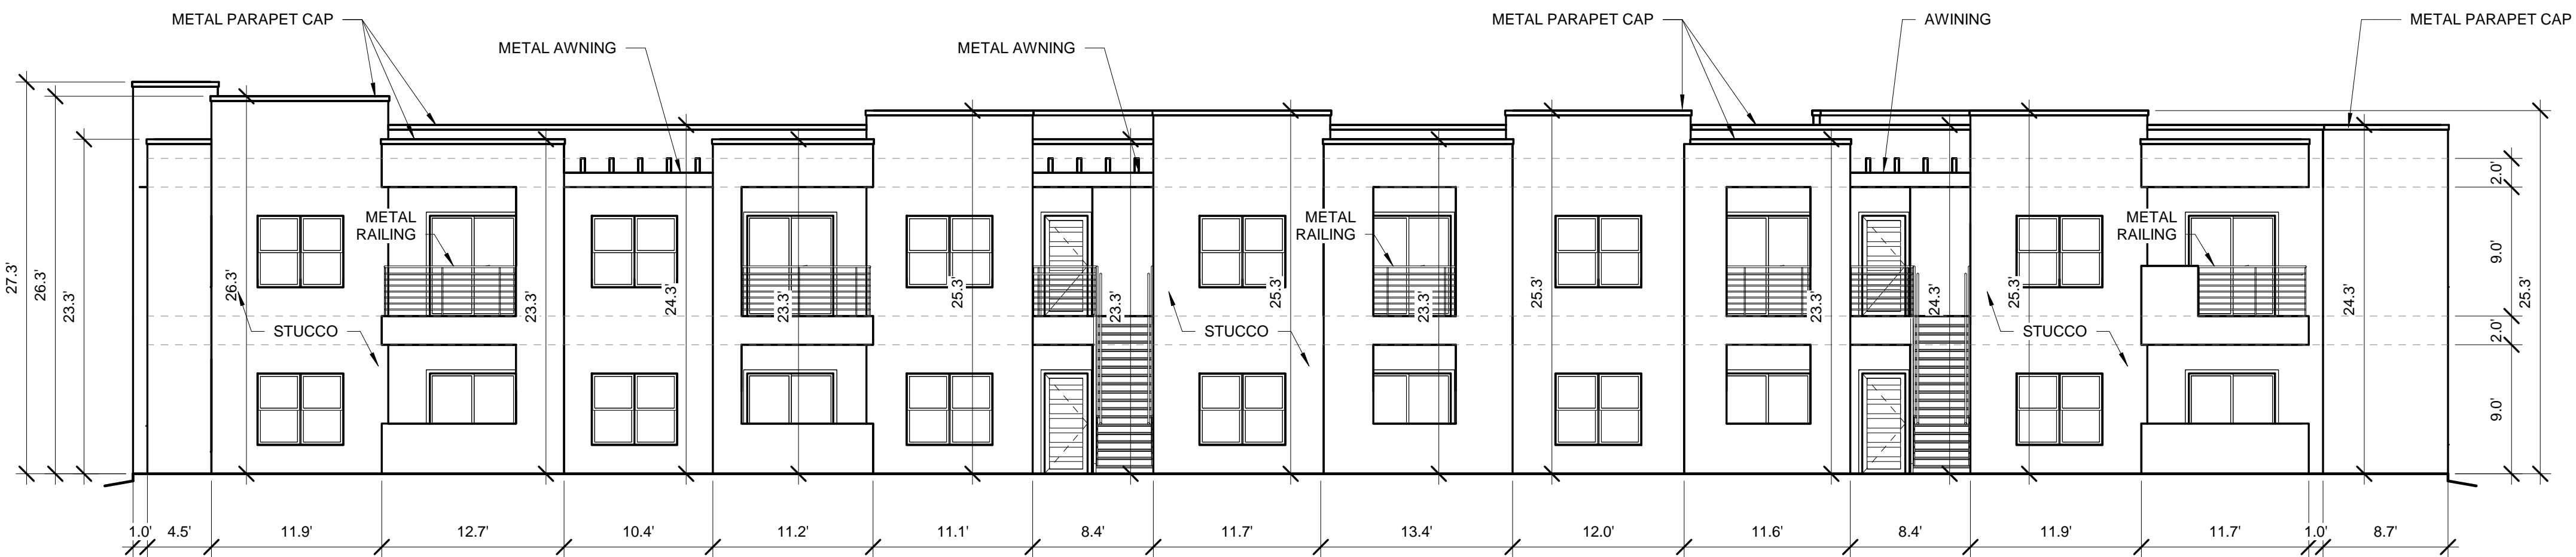 METAL PARAPET CAP
METAL PARAPET CAP
AWINING
METAL PARAPET CAP
METAL AWNING
METAL AWNING
27.3'
26.3'
23.3'
26.3'
METAL
RAILING
23.3'
24.3'
23.3'
25.3'
23.3'
25.3'
METAL
RAILING
23.3'
25.3'
23.3'
24.3'
25.3'
METAL
RAILING
24.3'
2.0'
9.0'
2.0'
9.0'
25.3'
STUCCO
STUCCO
STUCCO
1.0'
4.5'
11.9'
12.7'
10.4'
11.2'
11.1'
8.4'
11.7'
13.4'
12.0'
11.6'
8.4'
11.9'
11.7'
1.0'
8.7'